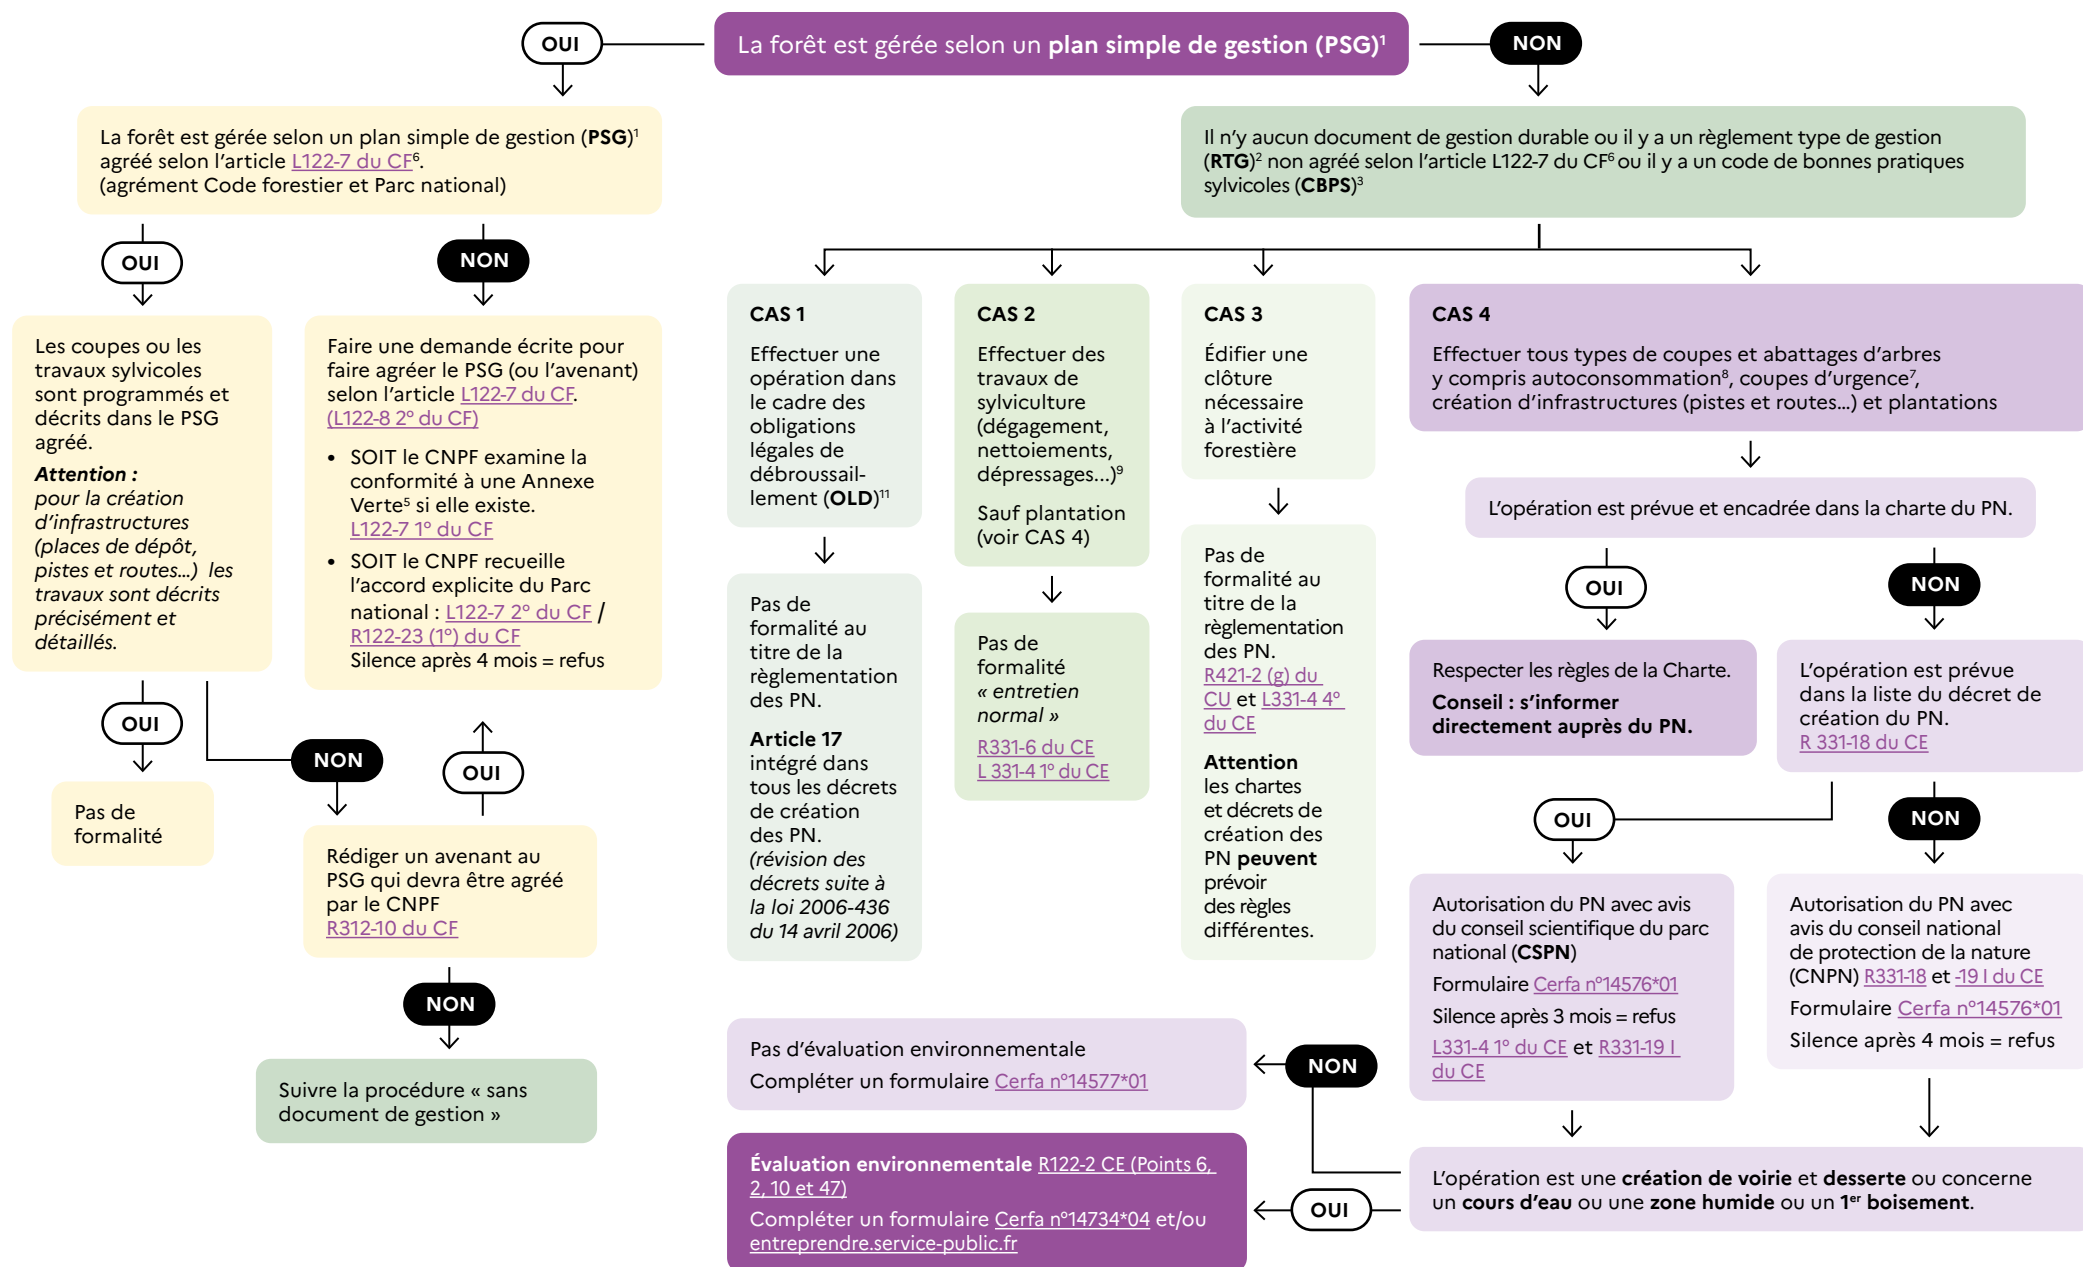 La forêt est gérée selon un plan simple de gestion (PSG)¹
OUI
NON
La forêt est gérée selon un plan simple de gestion (PSG)¹
agréé selon l'article L122-7 du CF⁶.
(agrément Code forestier et Parc national)
OUI
NON
Les coupes ou les
travaux sylvicoles
sont programmés et
décrits dans le PSG
agréé.
Attention :
pour la création
d'infrastructures
(places de dépôt,
pistes et routes…) les
travaux sont décrits
précisément et
détaillés.
Faire une demande écrite pour
faire agréer le PSG (ou l'avenant)
selon l'article L122-7 du CF.
(L122-8 2° du CF)
• SOIT le CNPF examine la
conformité à une Annexe
Verte⁵ si elle existe.
L122-7 1° du CF
• SOIT le CNPF recueille
l'accord explicite du Parc
national : L122-7 2° du CF /
R122-23 (1°) du CF
Silence après 4 mois = refus
OUI
NON
OUI
Pas de
formalité
Rédiger un avenant au
PSG qui devra être agréé
par le CNPF
R312-10 du CF
NON
Suivre la procédure « sans
document de gestion »
Il n'y aucun document de gestion durable ou il y a un règlement type de gestion
(RTG)² non agréé selon l'article L122-7 du CF⁶ ou il y a un code de bonnes pratiques
sylvicoles (CBPS)³
CAS 1
Effectuer une
opération dans
le cadre des
obligations
légales de
débroussail-
lement (OLD)¹¹
Pas de
formalité au
titre de la
règlementation
des PN.
Article 17
intégré dans
tous les décrets
de création
des PN.
(révision des
décrets suite à
la loi 2006-436
du 14 avril 2006)
CAS 2
Effectuer des
travaux de
sylviculture
(dégagement,
nettoiements,
dépressages...)⁹
Sauf plantation
(voir CAS 4)
Pas de
formalité
« entretien
normal »
R331-6 du CE
L 331-4 1° du CE
CAS 3
Édifier une
clôture
nécessaire
à l'activité
forestière
Pas de
formalité au
titre de la
règlementation
des PN.
R421-2 (g) du
CU et L331-4 4°
du CE
Attention
les chartes
et décrets de
création des
PN peuvent
prévoir
des règles
différentes.
CAS 4
Effectuer tous types de coupes et abattages d'arbres
y compris autoconsommation⁸, coupes d'urgence⁷,
création d'infrastructures (pistes et routes…) et plantations
L'opération est prévue et encadrée dans la charte du PN.
OUI
NON
Respecter les règles de la Charte.
Conseil : s'informer
directement auprès du PN.
L'opération est prévue
dans la liste du décret de
création du PN.
R 331-18 du CE
OUI
NON
Autorisation du PN avec avis
du conseil scientifique du parc
national (CSPN)
Formulaire Cerfa n°14576*01
Silence après 3 mois = refus
L331-4 1° du CE et R331-19 I
du CE
Autorisation du PN avec
avis du conseil national
de protection de la nature
(CNPN) R331-18 et -19 I du CE
Formulaire Cerfa n°14576*01
Silence après 4 mois = refus
L'opération est une création de voirie et desserte ou concerne
un cours d'eau ou une zone humide ou un 1er boisement.
NON
Pas d'évaluation environnementale
Compléter un formulaire Cerfa n°14577*01
OUI
Évaluation environnementale R122-2 CE (Points 6,
2, 10 et 47)
Compléter un formulaire Cerfa n°14734*04 et/ou
entreprendre.service-public.fr